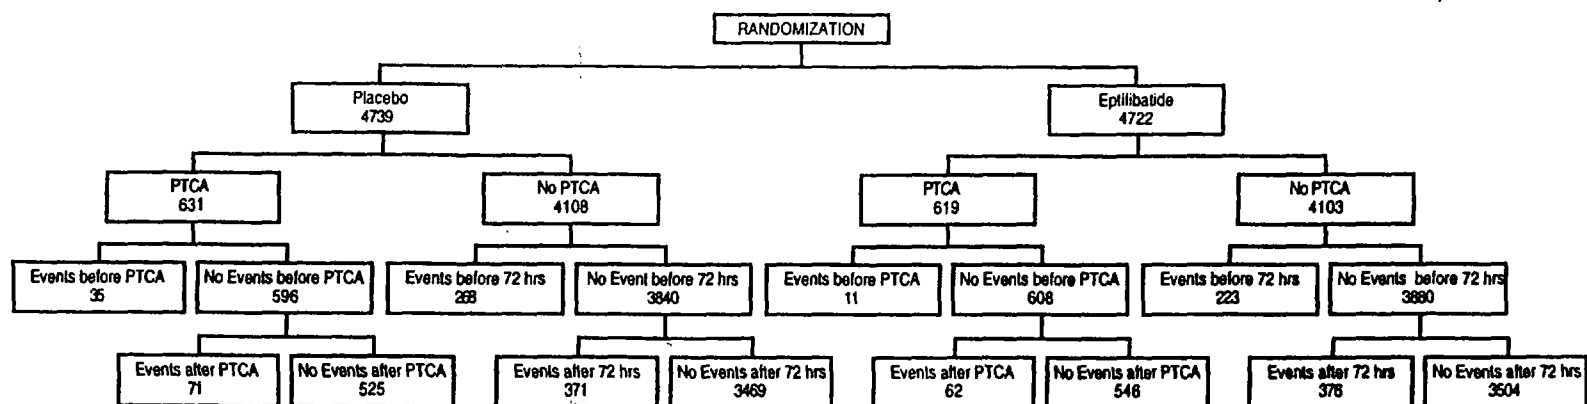 RANDOMIZATION
Placebo
4739
Eptilibatide
4722
PTCA
631
No PTCA
4108
PTCA
619
No PTCA
4103
Events before PTCA
35
No Events before PTCA
596
Events before 72 hrs
268
No Event before 72 hrs
3840
Events before PTCA
11
No Events before PTCA
608
Events before 72 hrs
223
No Events before 72 hrs
3880
Events after PTCA
71
No Events after PTCA
525
Events after 72 hrs
371
No Events after 72 hrs
3469
Events after PTCA
62
No Events after PTCA
546
Events after 72 hrs
376
No Events after 72 hrs
3504